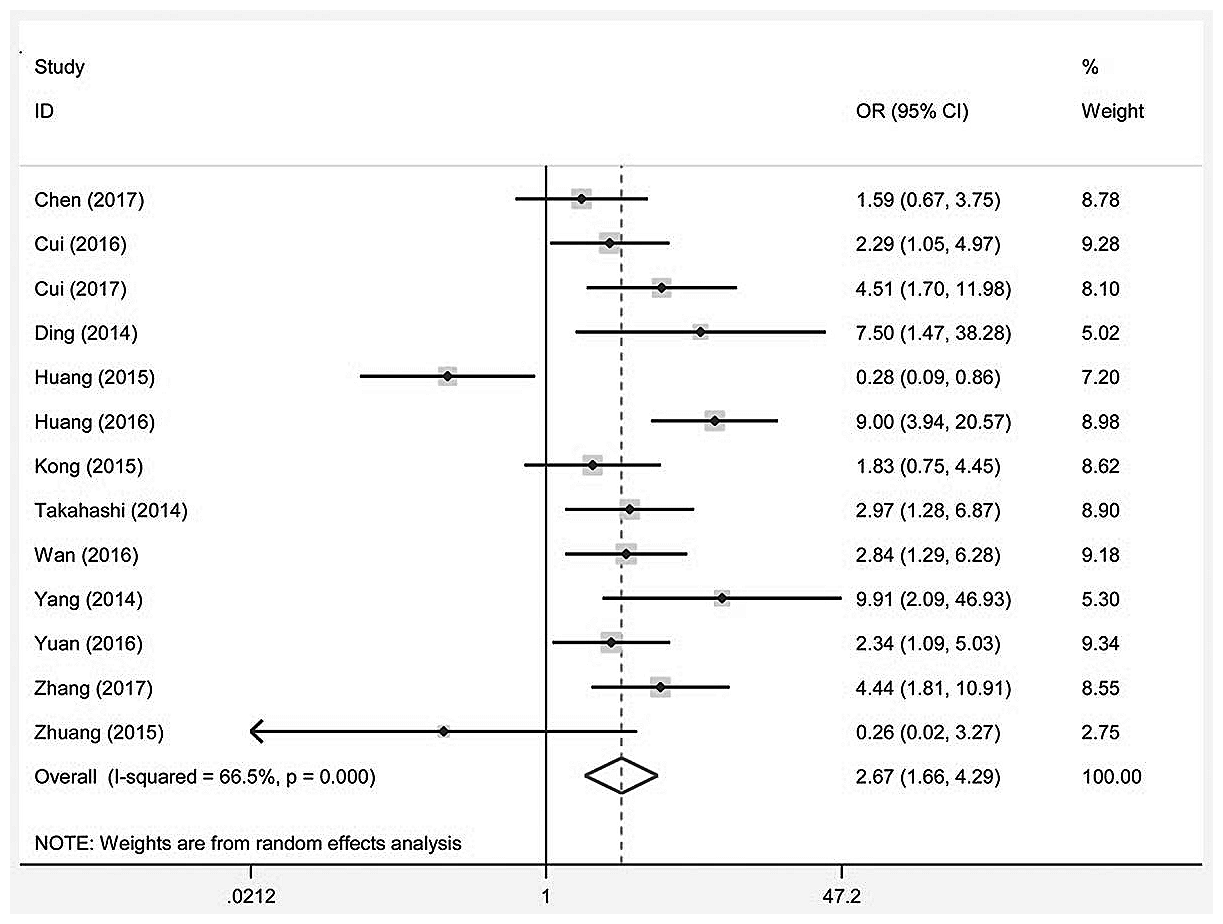 Study %
ID OR (95% CI) Weight
Chen (2017) 1.59 (0.67, 3.75) 8.78
Cui (2016) 2.29 (1.05, 4.97) 9.28
Cui (2017) 4.51 (1.70, 11.98) 8.10
Ding (2014) 7.50 (1.47, 38.28) 5.02
Huang (2015) 0.28 (0.09, 0.86) 7.20
Huang (2016) 9.00 (3.94, 20.57) 8.98
Kong (2015) 1.83 (0.75, 4.45) 8.62
Takahashi (2014) 2.97 (1.28, 6.87) 8.90
Wan (2016) 2.84 (1.29, 6.28) 9.18
Yang (2014) 9.91 (2.09, 46.93) 5.30
Yuan (2016) 2.34 (1.09, 5.03) 9.34
Zhang (2017) 4.44 (1.81, 10.91) 8.55
Zhuang (2015) 0.26 (0.02, 3.27) 2.75
Overall (I-squared = 66.5%, p = 0.000) 2.67 (1.66, 4.29) 100.00
NOTE: Weights are from random effects analysis
.0212 1 47.2